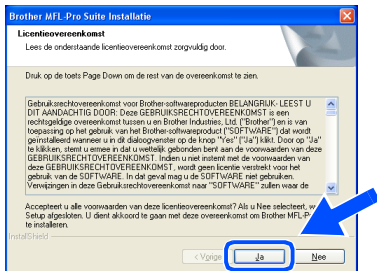 Brother MFL-Pro Suite Installatie
Licentieovereenkomst
Lees de onderstaande licentieovereenkomst zorgvuldig door.
Druk op de toets Page Down om de rest van de overeenkomst te zien.
Gebruiksrechtovereenkomst voor Brother-softwareproducten BELANGRIJK- LEEST U
DIT AANDACHTIG DOOR: Deze GEBRUIKSRECHTOVEREENKOMST is een
rechtsgeldige overeenkomst tussen u en Brother Industries, Ltd. ("Brother") en is van
toepassing op het gebruik van het Brother-softwareproduct ("SOFTWARE") dat wordt
geïnstalleerd wanneer u in dit dialoogvenster op de knop "Yes" ("Ja") klikt. Door op "Ja"
te klikken, stemt u ermee in dat u wettelijk gebonden bent aan de voorwaarden van deze
GEBRUIKSRECHTOVEREENKOMST. Indien u niet instemt met de voorwaarden van
deze GEBRUIKSRECHTOVEREENKOMST, wordt geen licentie verstrekt voor het
gebruik van de SOFTWARE. In dat geval mag u de SOFTWARE niet gebruiken.
Verwijzingen in deze Gebruiksrechtovereenkomst naar "SOFTWARE" zullen waar de
Accepteert u alle voorwaarden van deze licentieovereenkomst? Als u Nee selecteert, w
Setup afgesloten. U dient akkoord te gaan met deze overeenkomst om Brother MFL-P
te installeren.
InstallShield
< Vorige Ja Nee